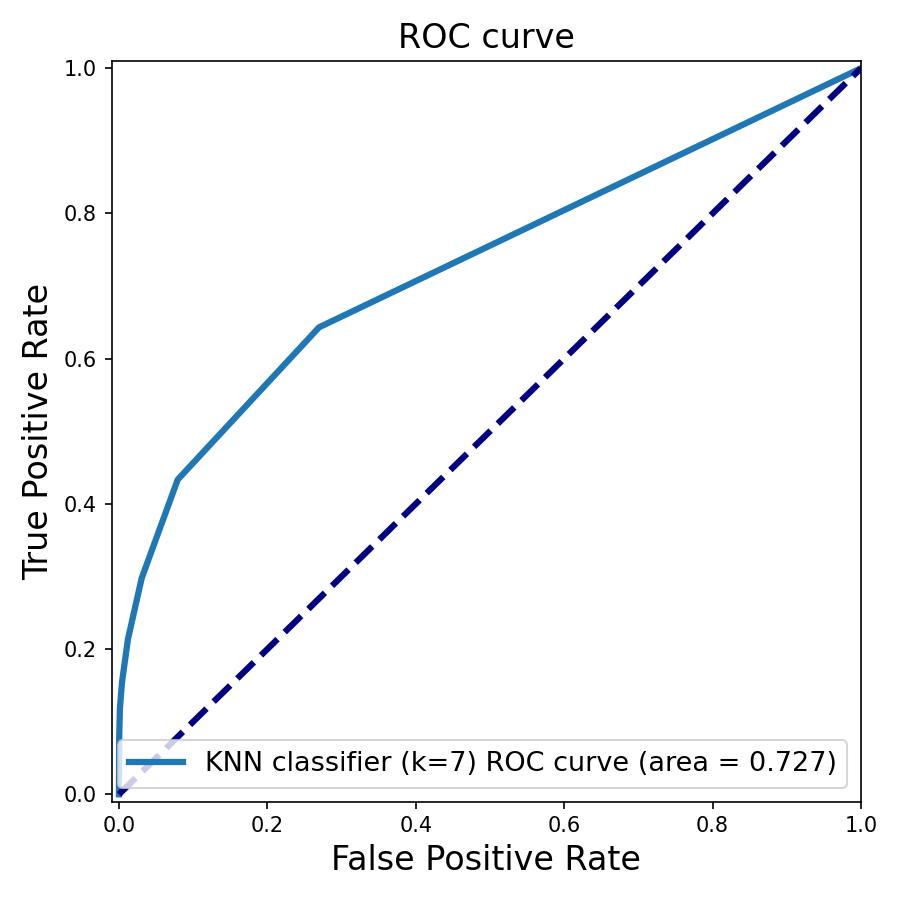 ROC curve
1.0
0.8
0.6
0.4
0.2
0.0
True Positive Rate
KNN classifier (k=7) ROC curve (area = 0.727)
0.0 0.2 0.4 0.6 0.8 1.0
False Positive Rate